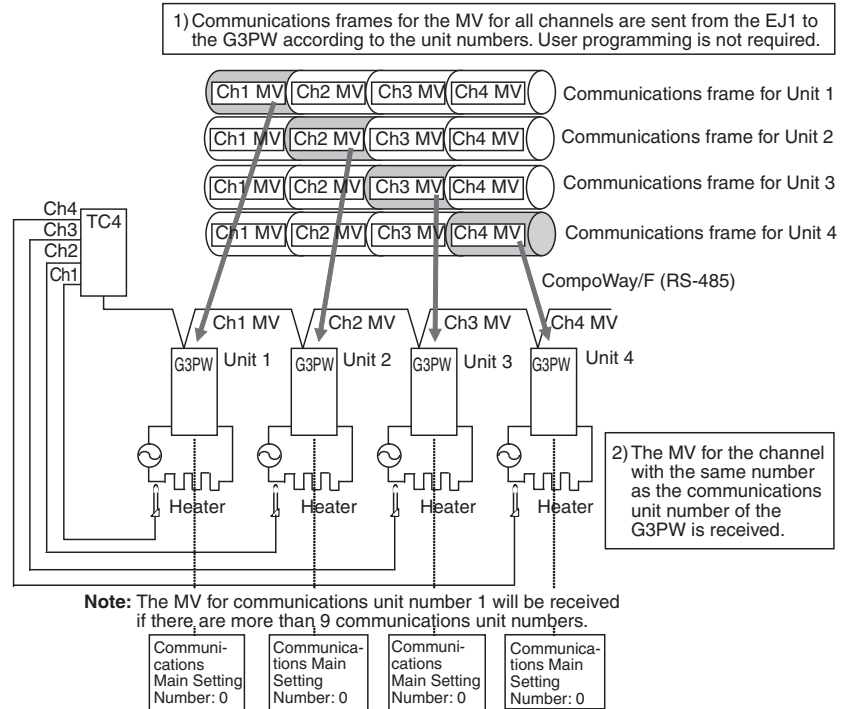 1) Communications frames for the MV for all channels are sent from the EJ1 to
the G3PW according to the unit numbers. User programming is not required.
Ch1 MV Ch2 MV Ch3 MV Ch4 MV Communications frame for Unit 1
Ch1 MV Ch2 MV Ch3 MV Ch4 MV Communications frame for Unit 2
Ch1 MV Ch2 MV Ch3 MV Ch4 MV Communications frame for Unit 3
Ch1 MV Ch2 MV Ch3 MV Ch4 MV Communications frame for Unit 4
Ch4
Ch3
Ch2
Ch1
TC4
CompoWay/F (RS-485)
Ch1 MV Ch2 MV Ch3 MV Ch4 MV
G3PW Unit 1 G3PW Unit 2 G3PW Unit 3 G3PW Unit 4
Heater Heater Heater Heater
2) The MV for the channel
with the same number
as the communications
unit number of the
G3PW is received.
Note: The MV for communications unit number 1 will be received
if there are more than 9 communications unit numbers.
Communi-
cations
Main Setting
Number: 0
Communica-
tions Main
Setting
Number: 0
Communi-
cations
Main Setting
Number: 0
Communica-
tions Main
Setting
Number: 0